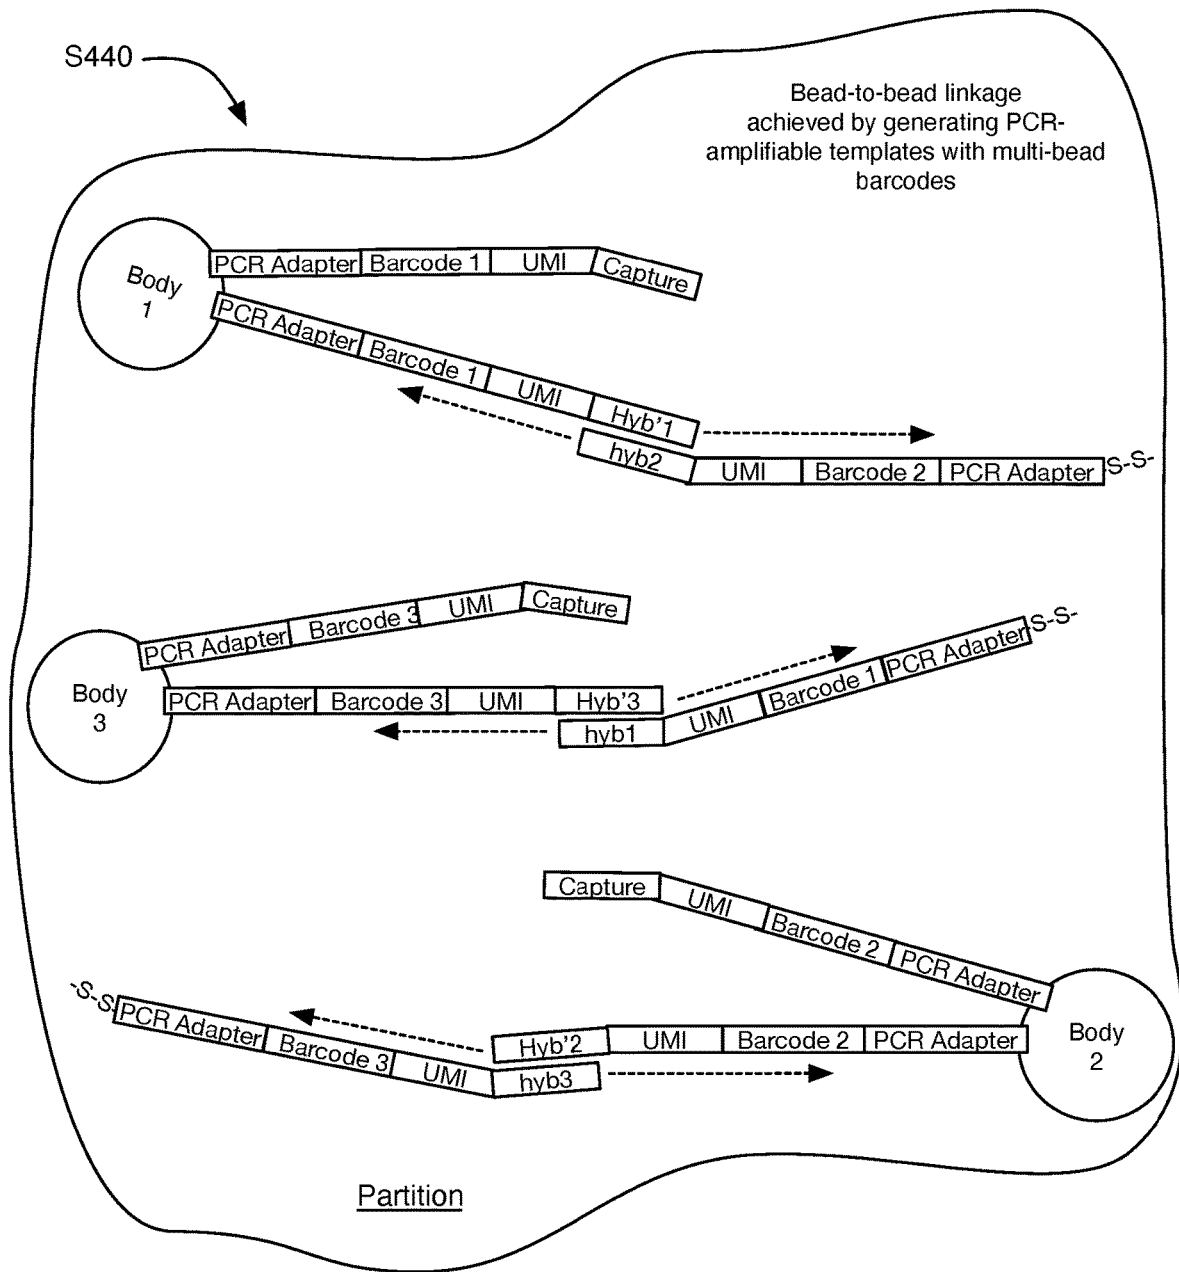 S440
Bead-to-bead linkage
achieved by generating PCR-
amplifiable templates with multi-bead
barcodes
Body
1
PCR Adapter Barcode 1 UMI Capture
PCR Adapter Barcode 1 UMI Hyb'1
hyb2 UMI Barcode 2 PCR Adapter -S-S-
PCR Adapter Barcode 3 UMI Capture
Body
3
PCR Adapter Barcode 3 UMI Hyb'3
hyb1 UMI Barcode 1 PCR Adapter -S-S-
Capture UMI Barcode 2 PCR Adapter
Body
2
Hyb'2 UMI Barcode 2 PCR Adapter
-S-S- PCR Adapter Barcode 3 UMI hyb3
Partition